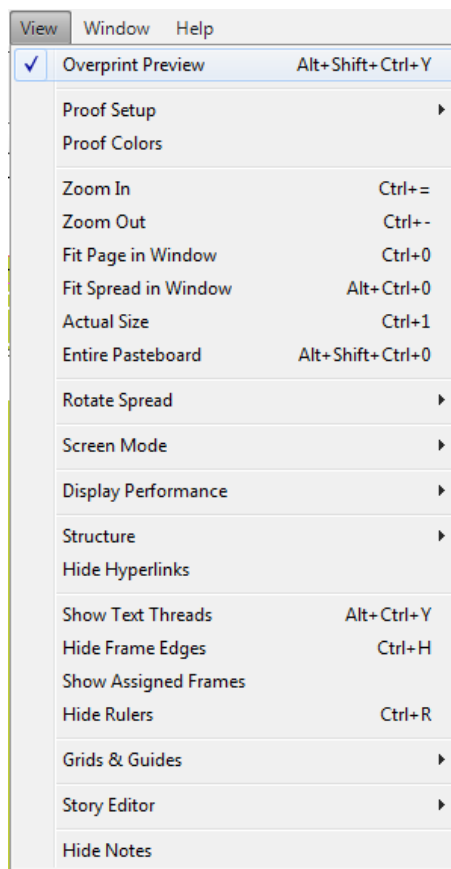 View Window Help
✓ Overprint Preview Alt+Shift+Ctrl+Y
Proof Setup
Proof Colors
Zoom In Ctrl+=
Zoom Out Ctrl+-
Fit Page in Window Ctrl+0
Fit Spread in Window Alt+Ctrl+0
Actual Size Ctrl+1
Entire Pasteboard Alt+Shift+Ctrl+0
Rotate Spread
Screen Mode
Display Performance
Structure
Hide Hyperlinks
Show Text Threads Alt+Ctrl+Y
Hide Frame Edges Ctrl+H
Show Assigned Frames
Hide Rulers Ctrl+R
Grids & Guides
Story Editor
Hide Notes